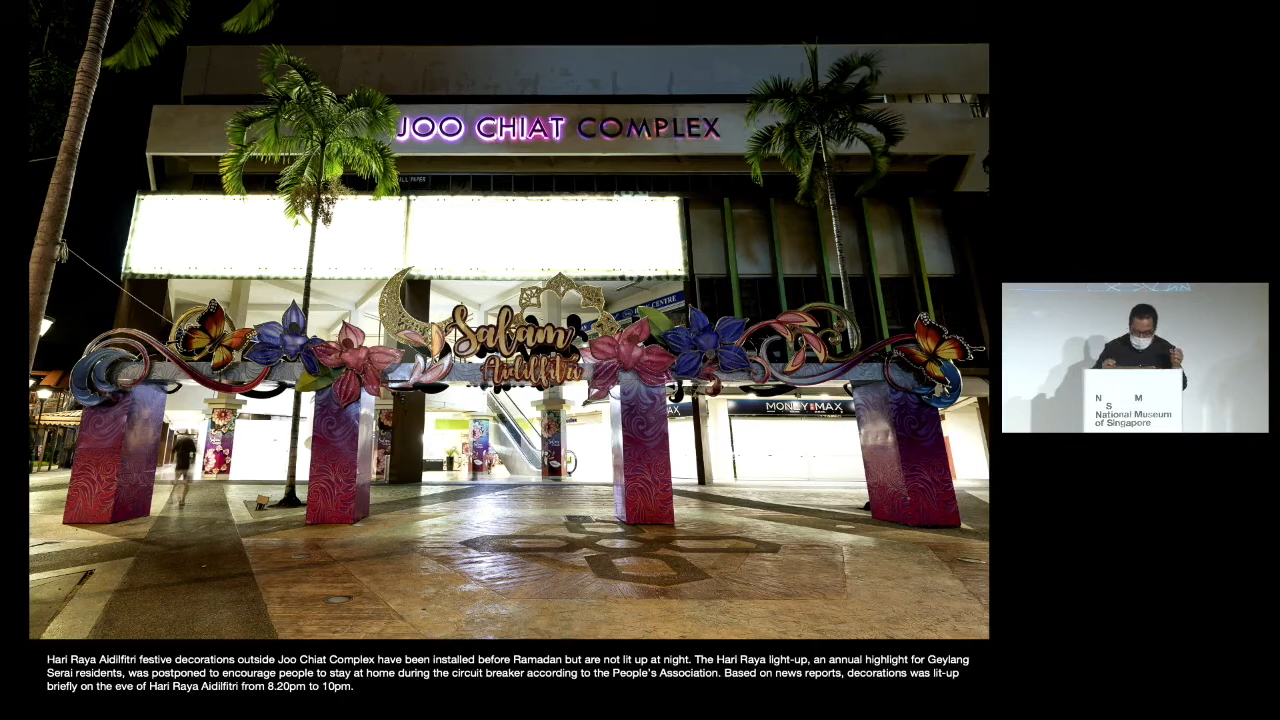 JOO CHIAT COMPLEX
Salam
Aidilfitri
MONEYMAX
N M
S
National Museum
of Singapore
Hari Raya Aidilfitri festive decorations outside Joo Chiat Complex have been installed before Ramadan but are not lit up at night. The Hari Raya light-up, an annual highlight for Geylang
Serai residents, was postponed to encourage people to stay at home during the circuit breaker according to the People's Association. Based on news reports, decorations was lit-up
briefly on the eve of Hari Raya Aidilfitri from 8.20pm to 10pm.